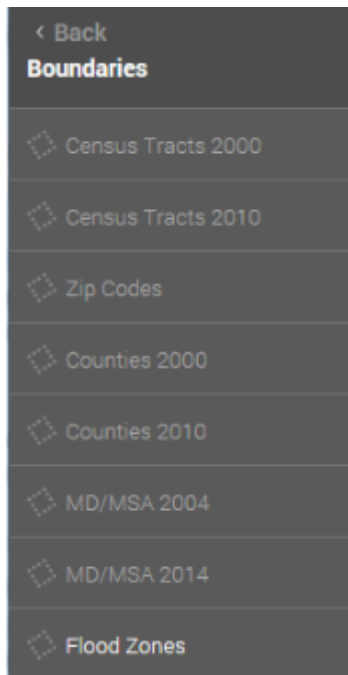 ‹ Back
Boundaries
Census Tracts 2000
Census Tracts 2010
Zip Codes
Counties 2000
Counties 2010
MD/MSA 2004
MD/MSA 2014
Flood Zones